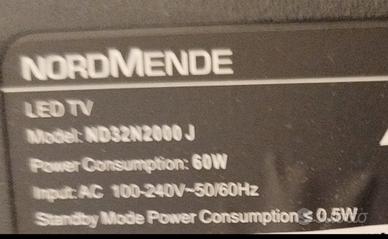 NORDMENDE
LED TV
Model: ND32N2000 J
Power Consumption: 60W
Input: AC 100-240V~50/60Hz
Standby Mode Power Consumption ≤ 0.5W